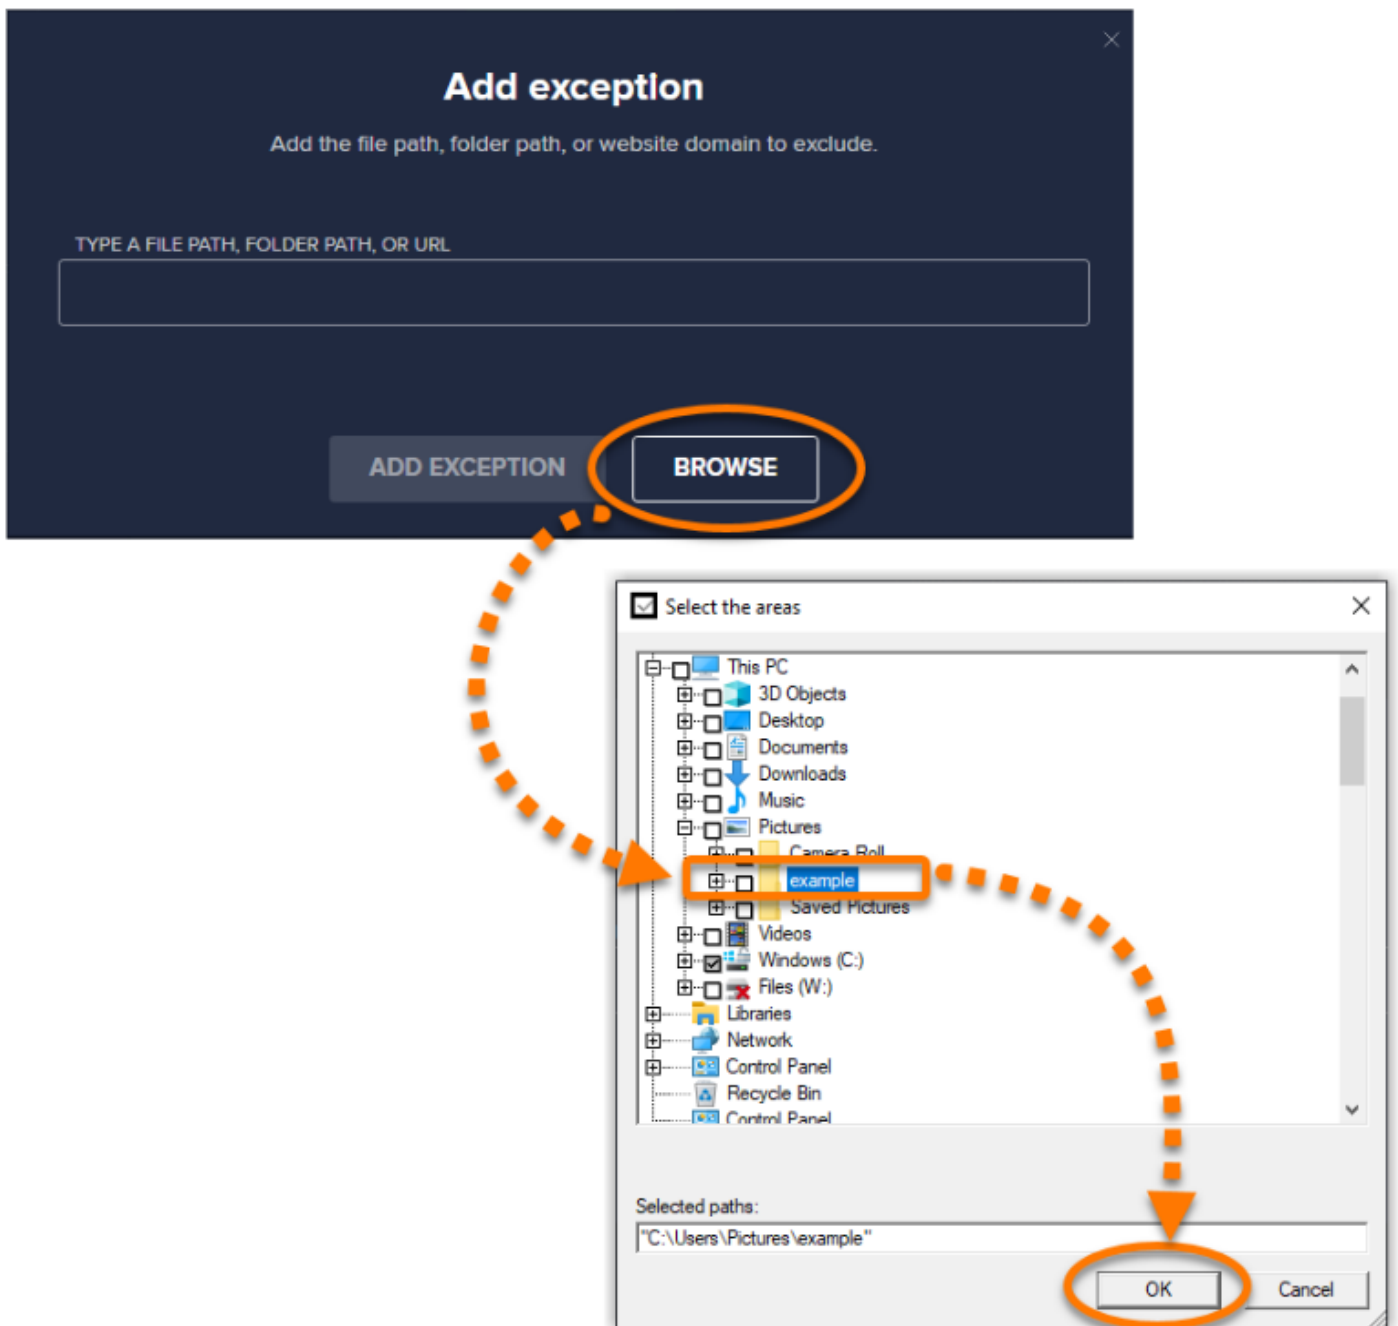 Add exception
Add the file path, folder path, or website domain to exclude.
TYPE A FILE PATH, FOLDER PATH, OR URL
ADD EXCEPTION
BROWSE
Select the areas
This PC
3D Objects
Desktop
Documents
Downloads
Music
Pictures
Camera Roll
example
Saved Pictures
Videos
Windows (C:)
Files (W:)
Libraries
Network
Control Panel
Recycle Bin
Control Panel
Selected paths:
"C:\Users\Pictures\example"
OK
Cancel